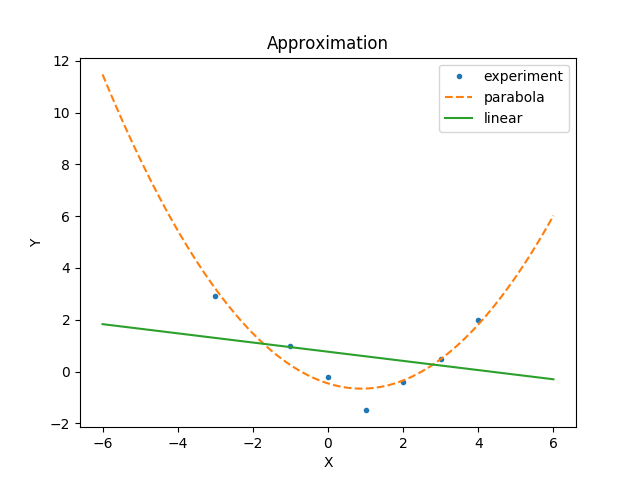 Approximation
experiment
parabola
linear
12
10
8
6
4
2
0
−2
Y
−6
−4
−2
0
2
4
6
X